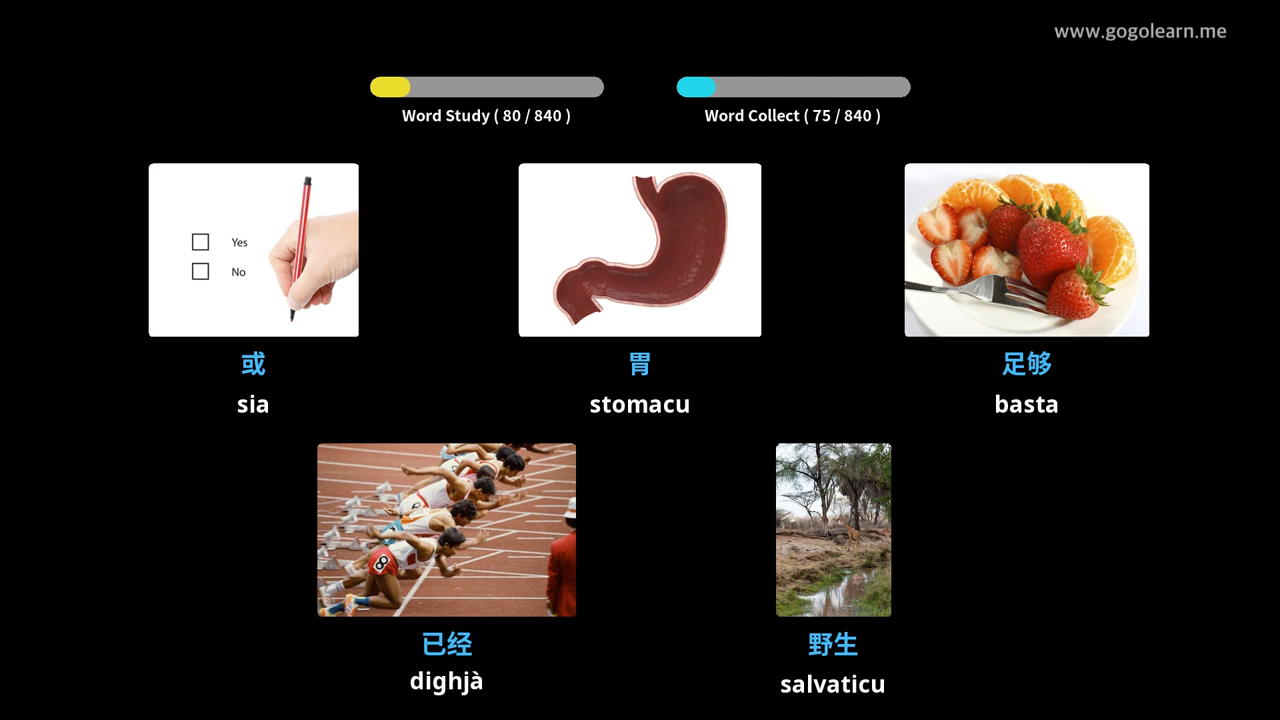 www.gogolearn.me
Word Study ( 80 / 840 )
Word Collect ( 75 / 840 )
Yes
No
或
sia
胃
stomacu
足够
basta
8
已经
dighjà
野生
salvaticu